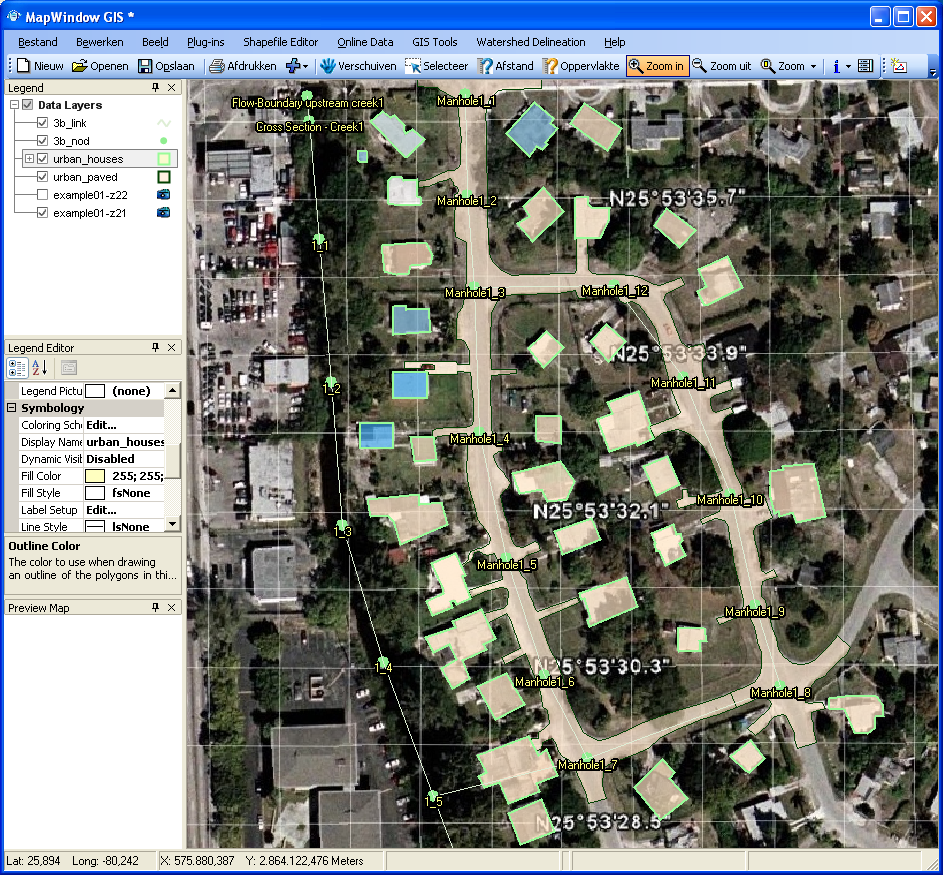 MapWindow GIS *
Bestand Bewerken Beeld Plug-ins Shapefile Editor Online Data GIS Tools Watershed Delineation Help
Nieuw Openen Opslaan Afdrukken Verschuiven Selecteer Afstand Oppervlakte Zoom in Zoom uit Zoom
Legend
Data Layers
3b_link
3b_nod
urban_houses
urban_paved
example01-z22
example01-z21
Legend Editor
Legend Pictu (none)
Symbology
Coloring Sch Edit...
Display Name urban_houses
Dynamic Visit Disabled
Fill Color 255; 255;
Fill Style fsNone
Label Setup Edit...
Line Style lsNone
Outline Color
The color to use when drawing
an outline of the polygons in thi...
Preview Map
Flow-Boundary upstream creek1
Manhole1_1
Cross Section - Creek1
Manhole1_2
N25°53'35.7"
1_1
Manhole1_3
Manhole1_12
N25°53'33.9"
1_2
Manhole1_11
Manhole1_4
Manhole1_10
N25°53'32.1"
1_3
Manhole1_5
Manhole1_9
N25°53'30.3"
1_4
Manhole1_6
Manhole1_8
Manhole1_7
1_5
N25°53'28.5"
Lat: 25,894 Long: -80,242 X: 575.880,387 Y: 2.864.122,476 Meters